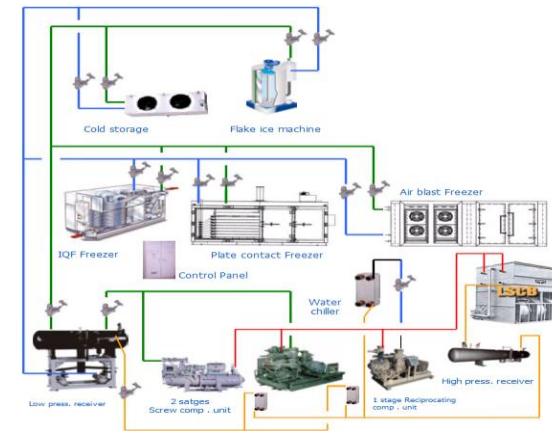 Cold storage
Flake ice machine
Air blast Freezer
IQF Freezer
Plate contact Freezer
Control Panel
Water
chiller
LSCB
High press. receiver
Low press. receiver
2 satges
Screw comp . unit
1 stage Reciprocating
comp . unit